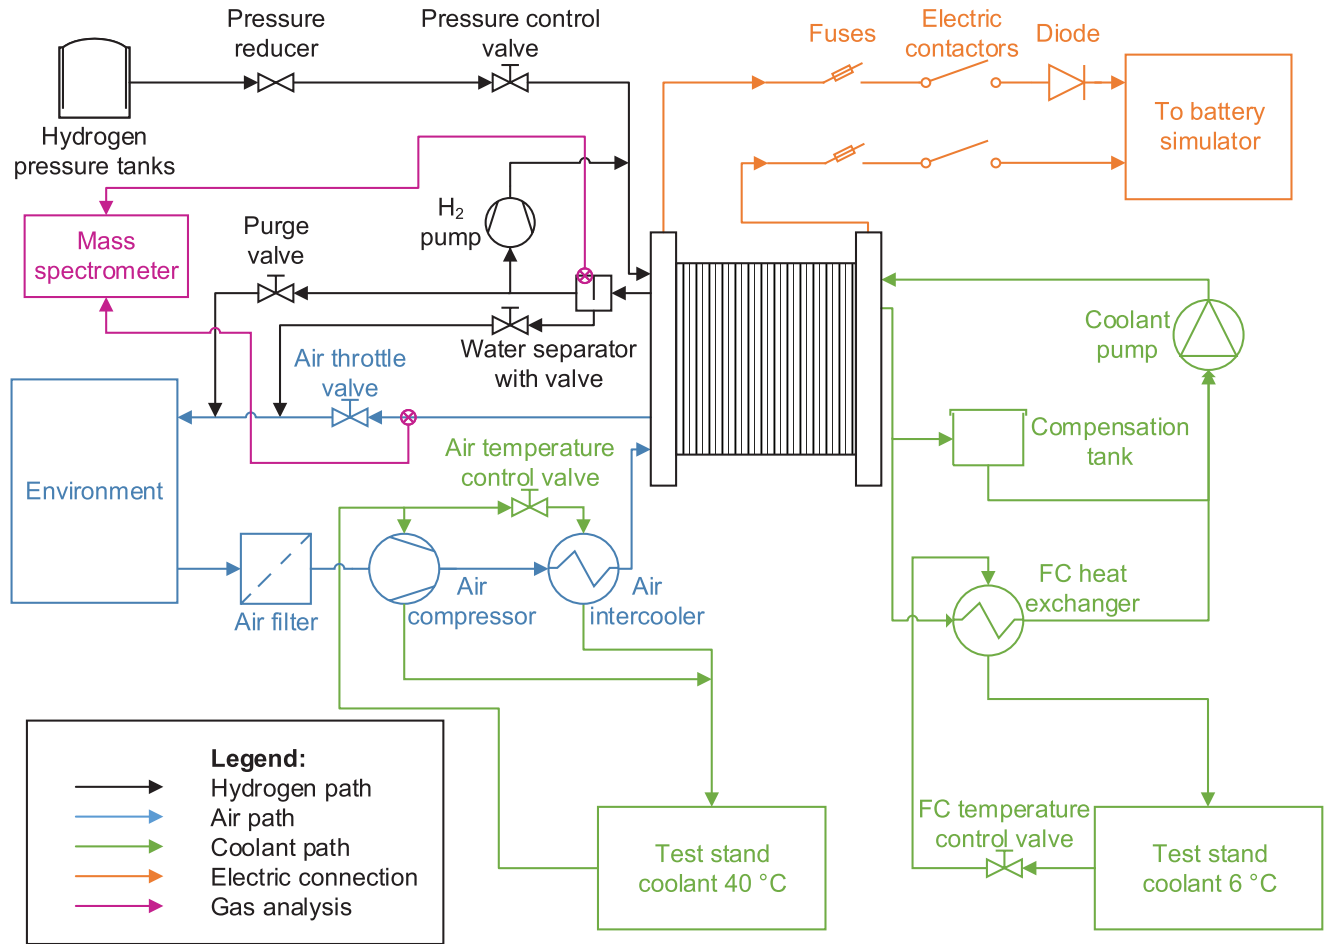 Pressure
reducer
Pressure control
valve
Fuses
Electric
contactors
Diode
Hydrogen
pressure tanks
To battery
simulator
H₂
pump
Purge
valve
Mass
spectrometer
Water separator
with valve
Coolant
pump
Air throttle
valve
Compensation
tank
Air temperature
control valve
Environment
Air filter
Air
compressor
Air
intercooler
FC heat
exchanger
Legend:
Hydrogen path
Air path
Coolant path
Electric connection
Gas analysis
Test stand
coolant 40 °C
FC temperature
control valve
Test stand
coolant 6 °C